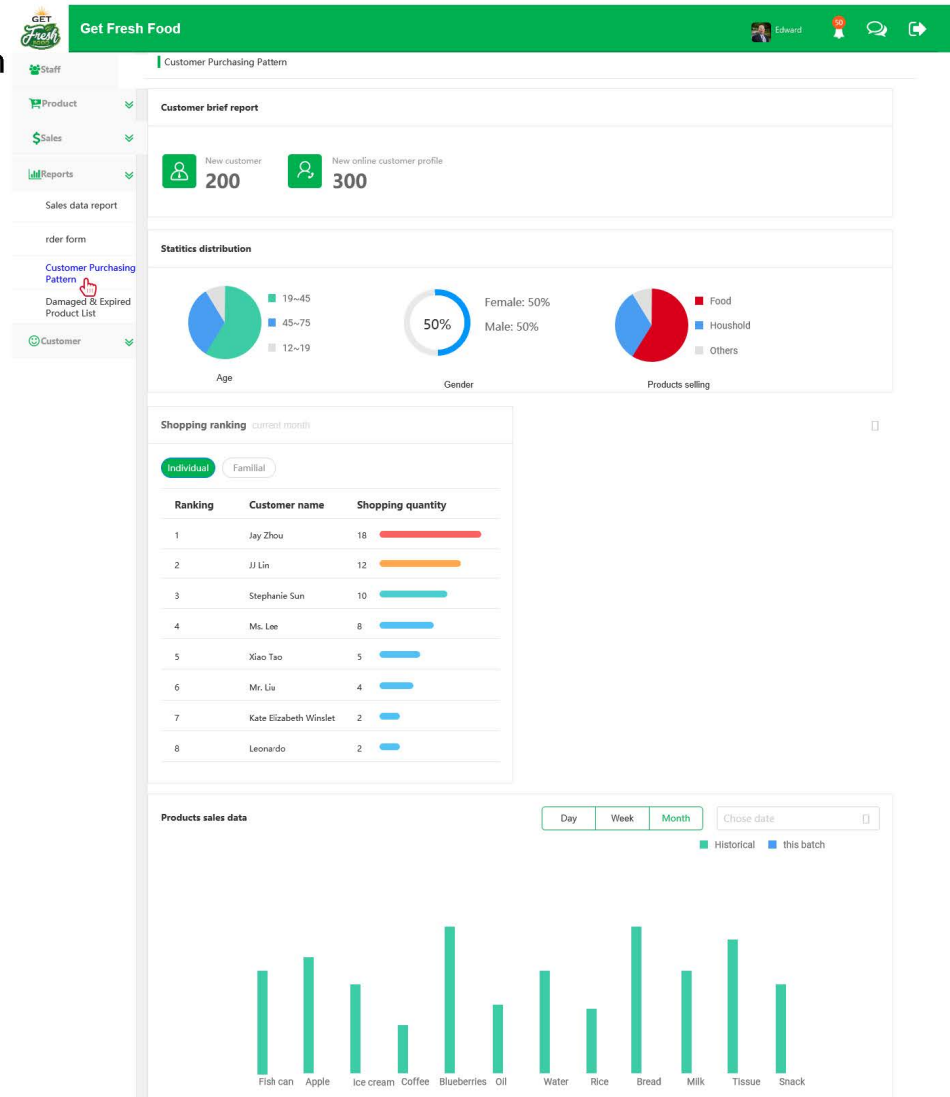 GET
Fresh
FOOD
Get Fresh Food
Edward
50
n
Staff
Product
Sales
Reports
Sales data report
rder form
Customer Purchasing
Pattern
Damaged & Expired
Product List
Customer
Customer Purchasing Pattern
Customer brief report
New customer
200
New online customer profile
300
Statitics distribution
19~45
45~75
12~19
Age
50%
Female: 50%
Male: 50%
Gender
Food
Houshold
Others
Products selling
Shopping ranking current month
Individual Familial
Ranking Customer name Shopping quantity
1 Jay Zhou 18
2 JJ Lin 12
3 Stephanie Sun 10
4 Ms. Lee 8
5 Xiao Tao 5
6 Mr. Liu 4
7 Kate Elizabeth Winslet 2
8 Leonardo 2
Products sales data
Day Week Month Chose date
Historical this batch
Fish can Apple Ice cream Coffee Blueberries Oil Water Rice Bread Milk Tissue Snack